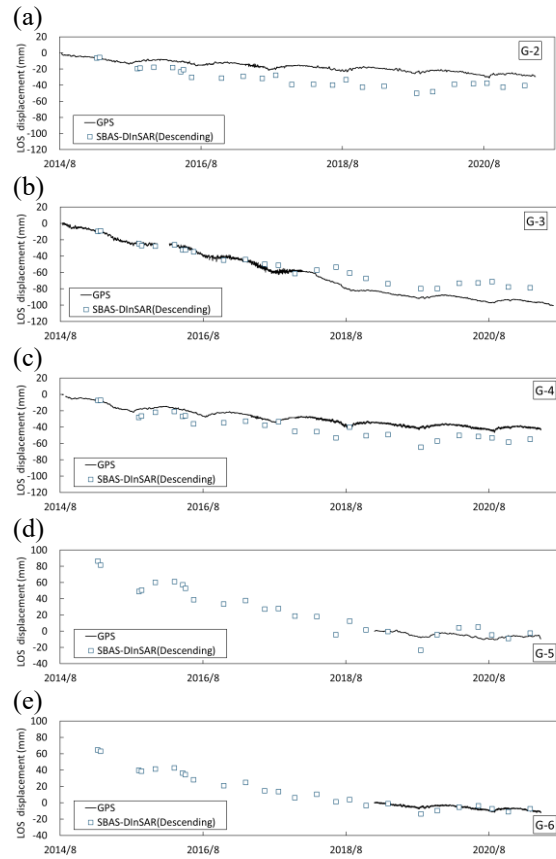 (a)
LOS displacement (mm)
20
0
-20
-40
-60
-80
-100
-120
G-2
GPS
SBAS-DInSAR(Descending)
2014/8 2016/8 2018/8 2020/8
(b)
LOS displacement (mm)
20
0
-20
-40
-60
-80
-100
-120
G-3
GPS
SBAS-DInSAR(Descending)
2014/8 2016/8 2018/8 2020/8
(c)
LOS displacement (mm)
20
0
-20
-40
-60
-80
-100
-120
G-4
GPS
SBAS-DInSAR(Descending)
2014/8 2016/8 2018/8 2020/8
(d)
LOS displacement (mm)
100
80
60
40
20
0
-20
-40
GPS
SBAS-DInSAR(Descending)
G-5
2014/8 2016/8 2018/8 2020/8
(e)
LOS displacement (mm)
100
80
60
40
20
0
-20
-40
GPS
SBAS-DInSAR(Descending)
G-6
2014/8 2016/8 2018/8 2020/8